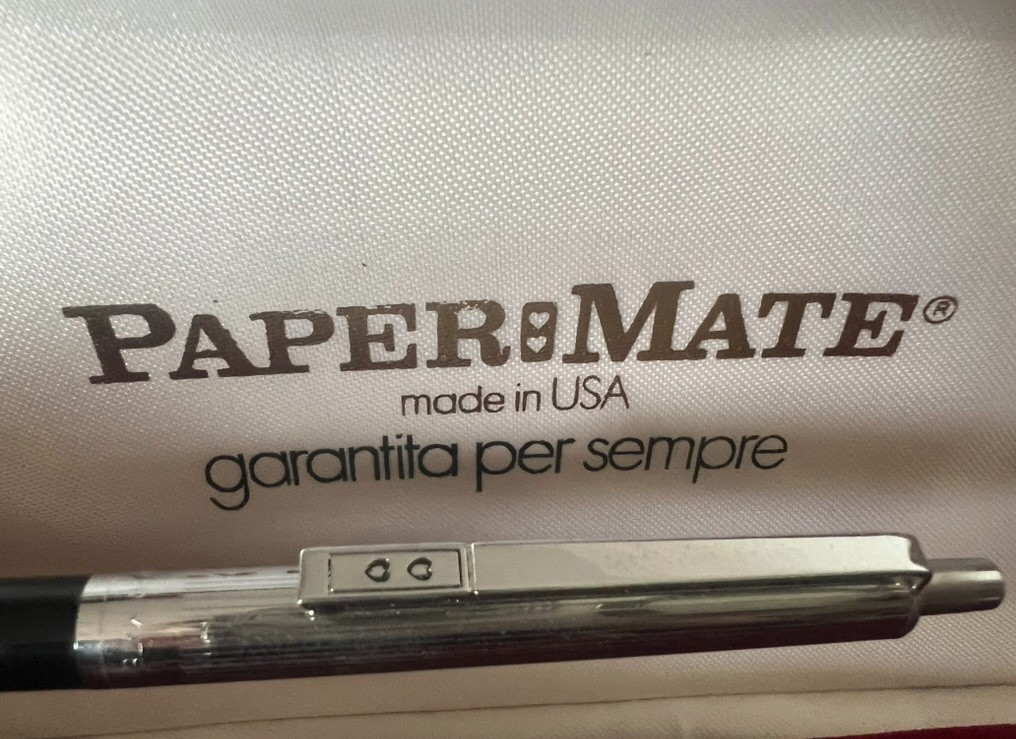 PAPER MATE®
made in USA
garantita per sempre